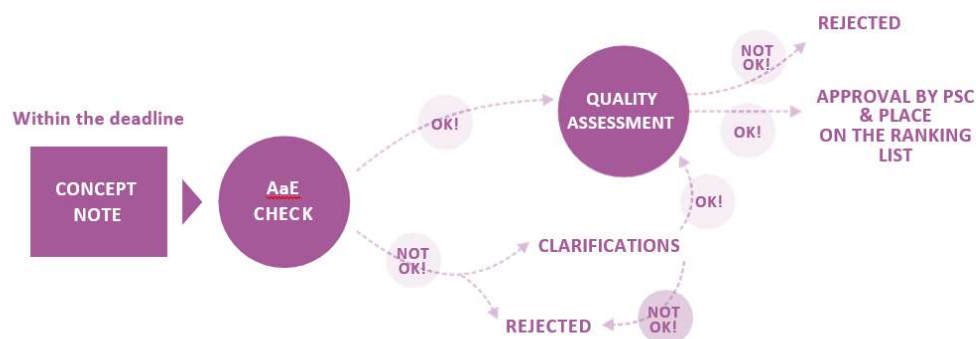 Within the deadline
CONCEPT
NOTE
AaE
CHECK
OK!
NOT
OK!
CLARIFICATIONS
REJECTED
NOT
OK!
OK!
QUALITY
ASSESSMENT
NOT
OK!
REJECTED
OK!
APPROVAL BY PSC
& PLACE
ON THE RANKING
LIST